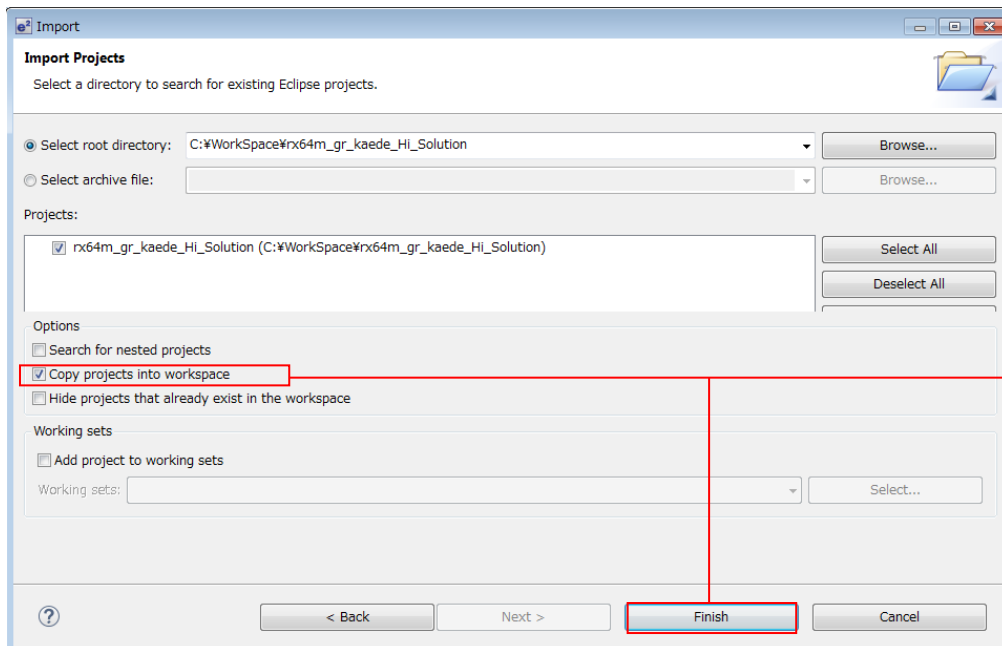 e² Import
Import Projects
Select a directory to search for existing Eclipse projects.
Select root directory: C:¥WorkSpace¥rx64m_gr_kaede_Hi_Solution Browse...
Select archive file: Browse...
Projects:
rx64m_gr_kaede_Hi_Solution (C:¥WorkSpace¥rx64m_gr_kaede_Hi_Solution) Select All
Deselect All
Options
Search for nested projects
Copy projects into workspace
Hide projects that already exist in the workspace
Working sets
Add project to working sets
Working sets: Select...
? < Back Next > Finish Cancel